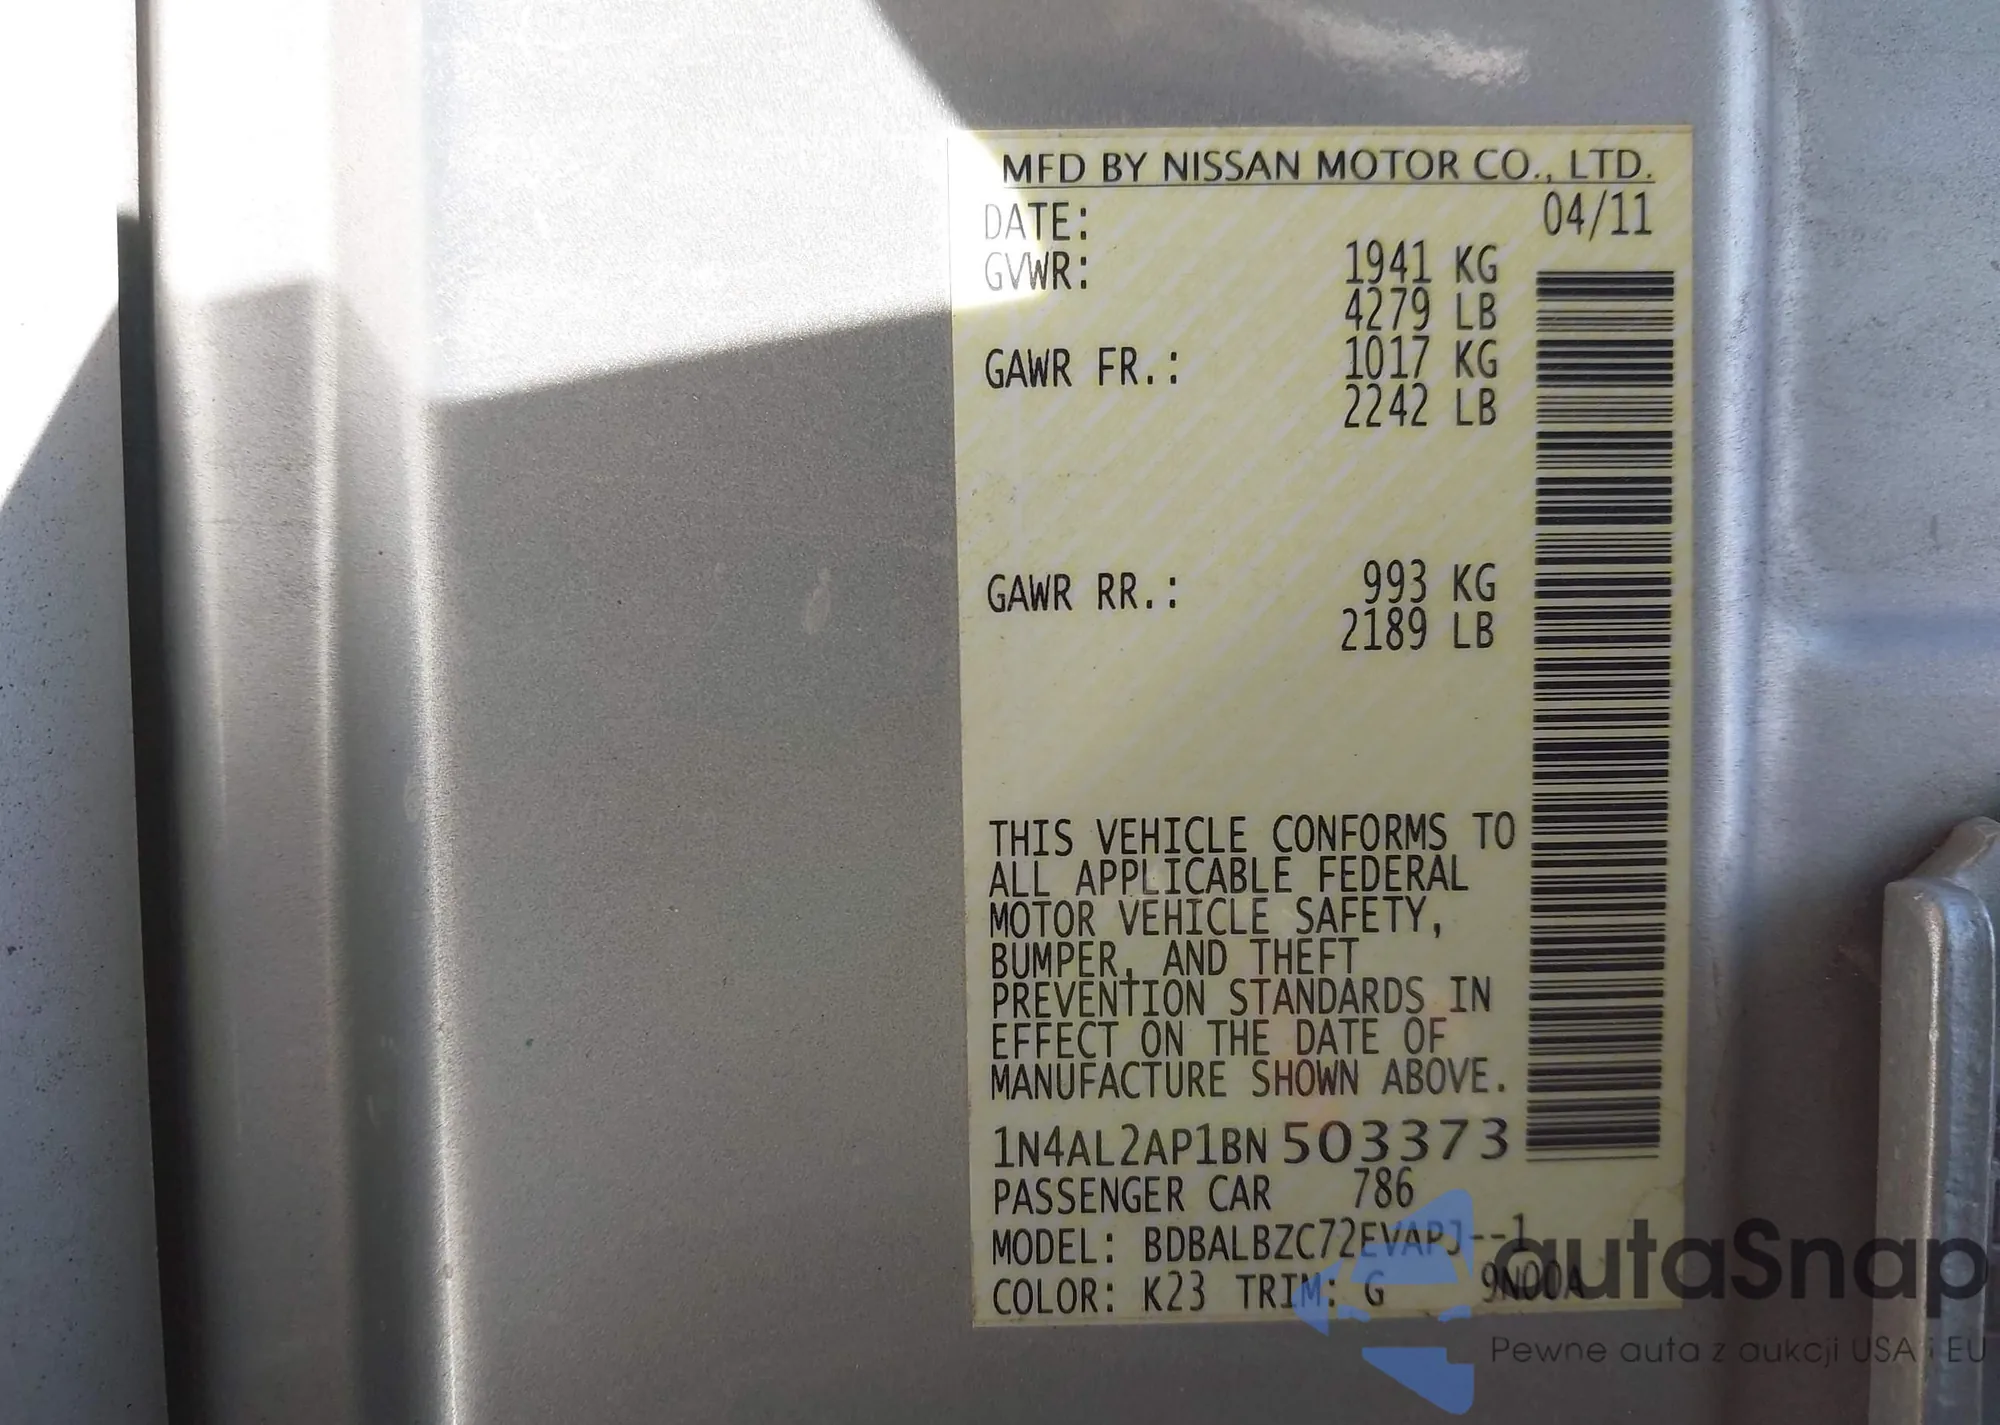 MFD BY NISSAN MOTOR CO., LTD.
DATE: 04/11
GVWR: 1941 KG
4279 LB
GAWR FR.: 1017 KG
2242 LB
GAWR RR.: 993 KG
2189 LB
THIS VEHICLE CONFORMS TO
ALL APPLICABLE FEDERAL
MOTOR VEHICLE SAFETY,
BUMPER, AND THEFT
PREVENTION STANDARDS IN
EFFECT ON THE DATE OF
MANUFACTURE SHOWN ABOVE.
1N4AL2AP1BN503373
PASSENGER CAR 786
MODEL: BDBALBZC72EVAPJ--1
COLOR: K23 TRIM: G 9N00A
autaSnap
Pewne auta z aukcji USA i EU